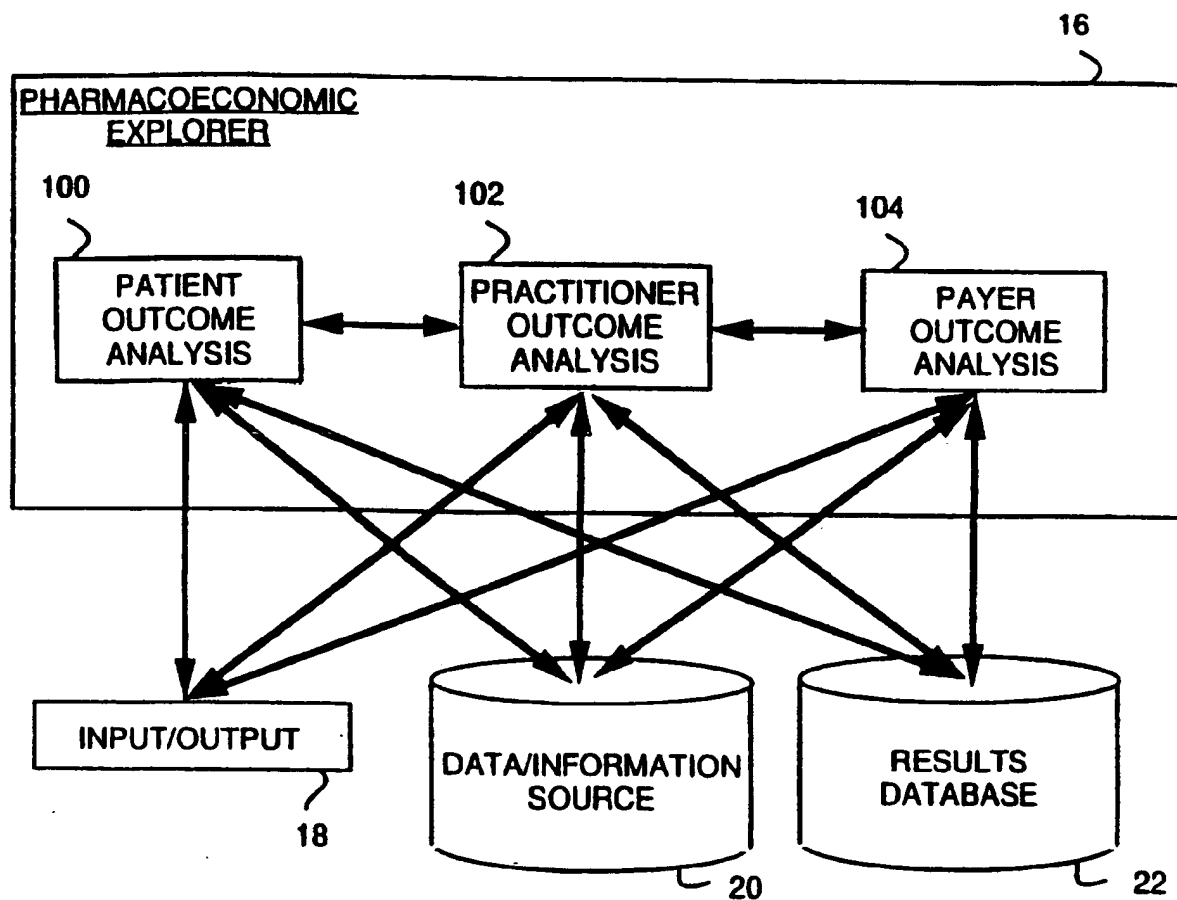 16
PHARMACOECONOMIC
EXPLORER
100
102
104
PATIENT
OUTCOME
ANALYSIS
PRACTITIONER
OUTCOME
ANALYSIS
PAYER
OUTCOME
ANALYSIS
INPUT/OUTPUT
18
DATA/INFORMATION
SOURCE
20
RESULTS
DATABASE
22